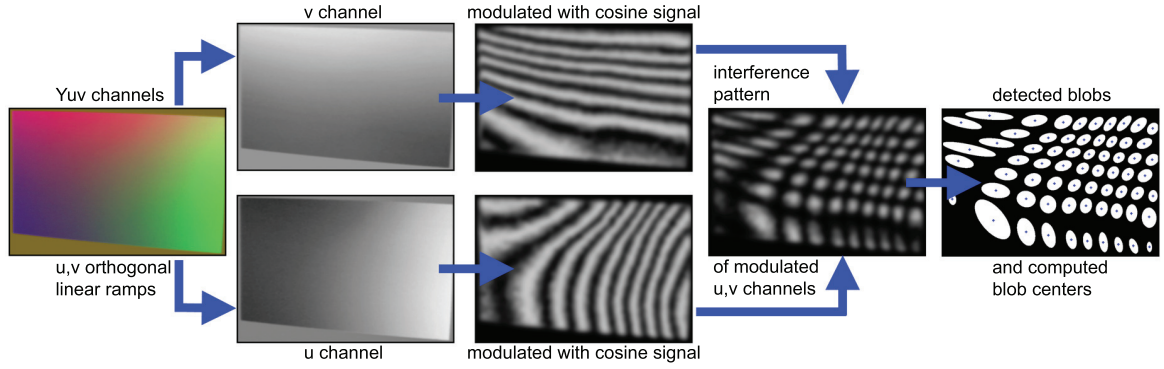 v channel
modulated with cosine signal
Yuv channels
interference
pattern
detected blobs
u,v orthogonal
linear ramps
of modulated
u,v channels
and computed
blob centers
u channel
modulated with cosine signal